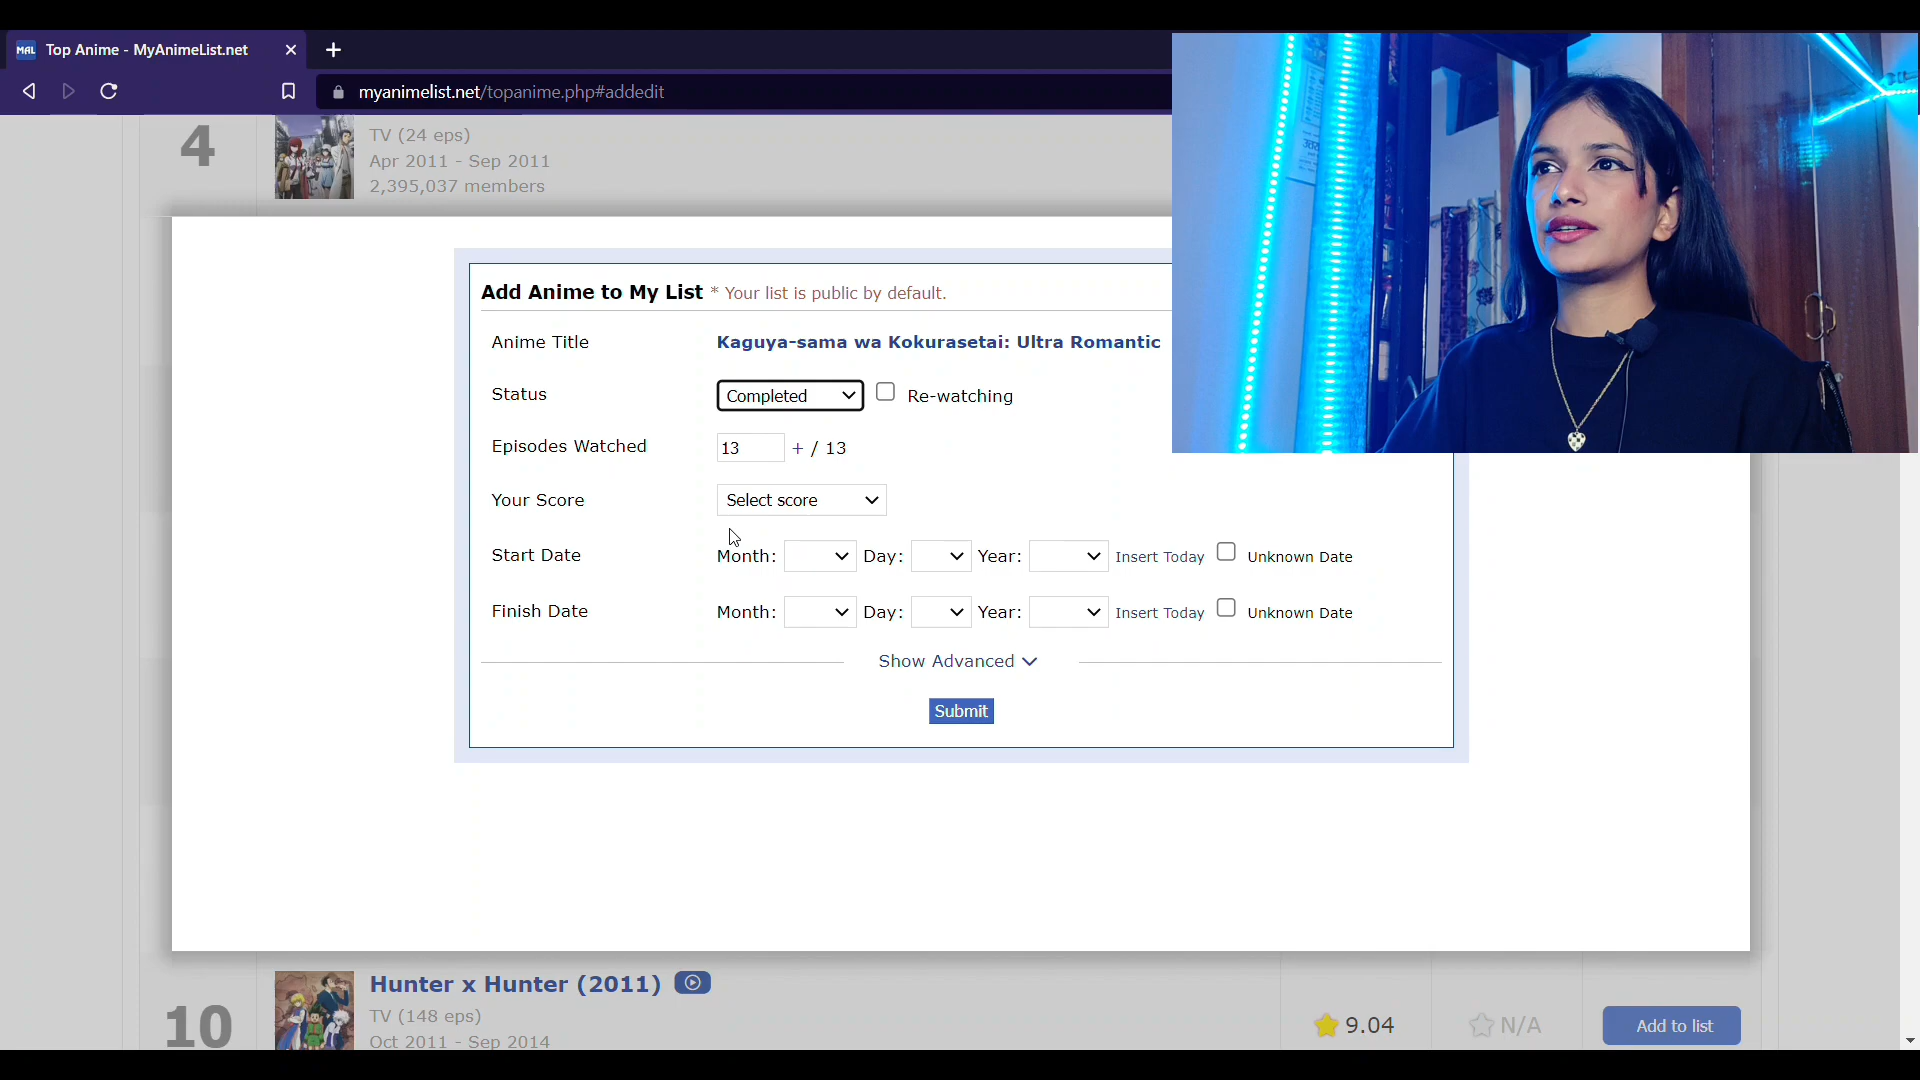 MAL Top Anime - MyAnimeList.net
myanimelist.net/topanime.php#addedit
4
TV (24 eps)
Apr 2011 - Sep 2011
2,395,037 members
Add Anime to My List * Your list is public by default.
Anime Title Kaguya-sama wa Kokurasetai: Ultra Romantic
Status Completed Re-watching
Episodes Watched 13 + / 13
Your Score Select score
Start Date Month: Day: Year: Insert Today Unknown Date
Finish Date Month: Day: Year: Insert Today Unknown Date
Show Advanced
Submit
10
Hunter x Hunter (2011)
TV (148 eps)
Oct 2011 - Sep 2014
9.04 N/A Add to list